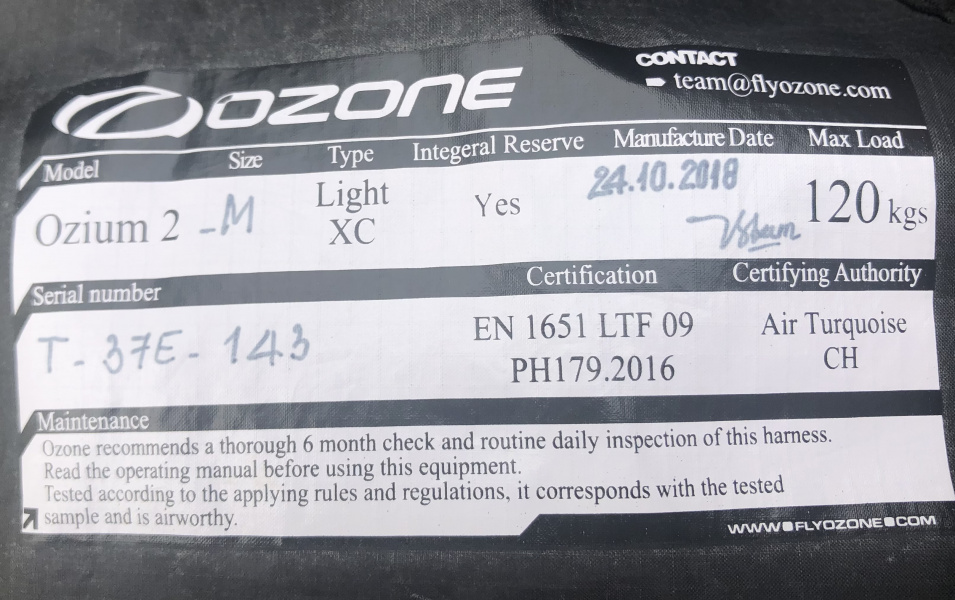 OZONE
CONTACT
team@flyozone.com
Model Size Type Integeral Reserve Manufacture Date Max Load
Ozium 2 -M Light XC Yes 24.10.2018 120 kgs
Serial number Certification Certifying Authority
T-37E-143 EN 1651 LTF 09 Air Turquoise
PH179.2016 CH
Maintenance
Ozone recommends a thorough 6 month check and routine daily inspection of this harness.
Read the operating manual before using this equipment.
Tested according to the applying rules and regulations, it corresponds with the tested
sample and is airworthy.
WWW.FLYOZONE.COM